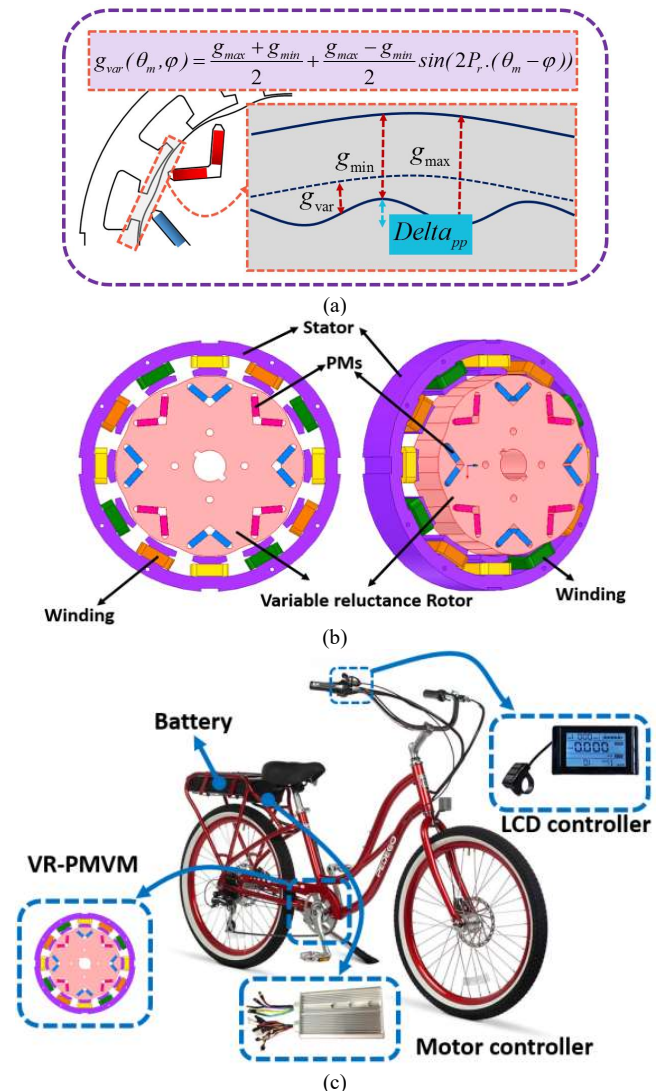 g_var(θ_m,φ) = (g_max + g_min)/2 + (g_max − g_min)/2 sin(2P_r.(θ_m − φ))
g_min
g_max
g_var
Delta_pp
(a)
Stator
PMs
Winding
Variable reluctance Rotor
Winding
(b)
Battery
LCD controller
VR-PMVM
PEDEGO
Motor controller
(c)